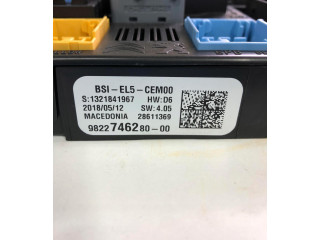 BSI-EL5-CEM00
S:1321841967 HW:D6
2018/05/12 SW:4.05
MACEDONIA 28611369
9822746280-00